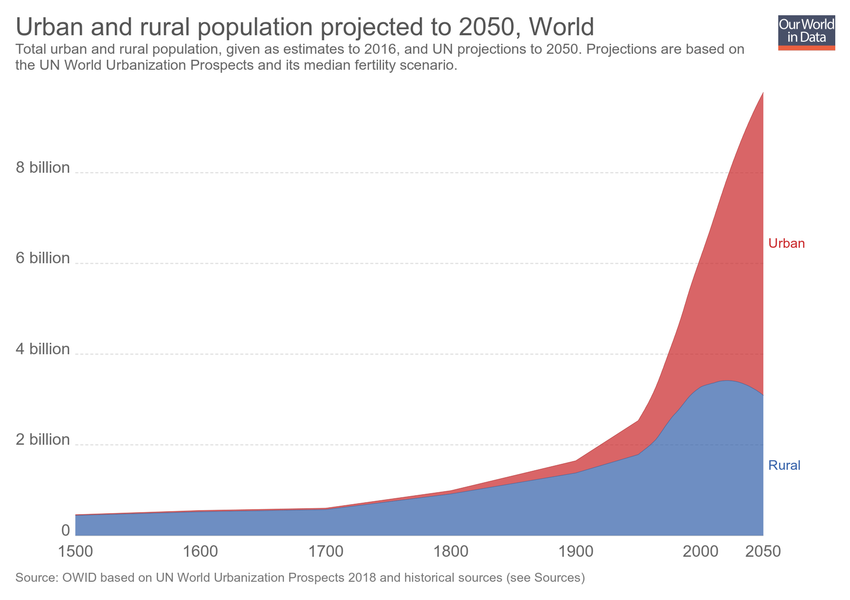 Urban and rural population projected to 2050, World
Our World
in Data
Total urban and rural population, given as estimates to 2016, and UN projections to 2050. Projections are based on
the UN World Urbanization Prospects and its median fertility scenario.
8 billion
6 billion
4 billion
2 billion
0
Urban
Rural
1500 1600 1700 1800 1900 2000 2050
Source: OWID based on UN World Urbanization Prospects 2018 and historical sources (see Sources)